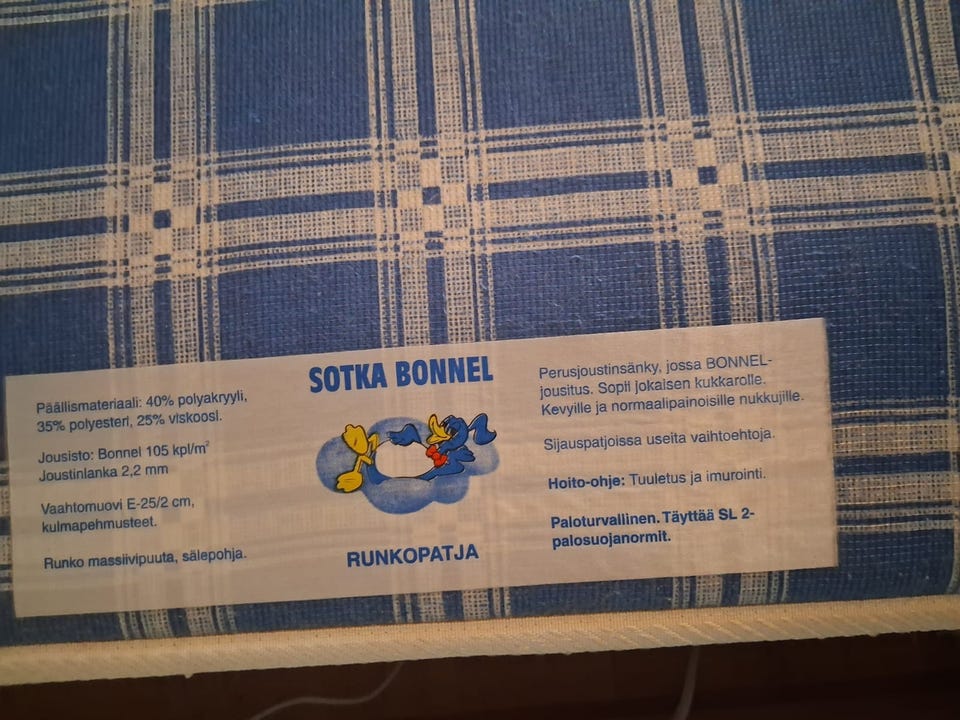 SOTKA BONNEL
Päällismateriaali: 40% polyakryyli,
35% polyesteri, 25% viskoosi.
Jousisto: Bonnel 105 kpl/m²
Joustinlanka 2,2 mm
Vaahtomuovi E-25/2 cm,
kulmapehmusteet.
Runko massiivipuuta, sälepohja.
RUNKOPATJA
Perusjoustinsänky, jossa BONNEL-
jousitus. Sopii jokaisen kukkarolle.
Kevyille ja normaalipainoisille nukkujille.
Sijauspatjoissa useita vaihtoehtoja.
Hoito-ohje: Tuuletus ja imurointi.
Paloturvallinen. Täyttää SL 2-
palosuojanormit.